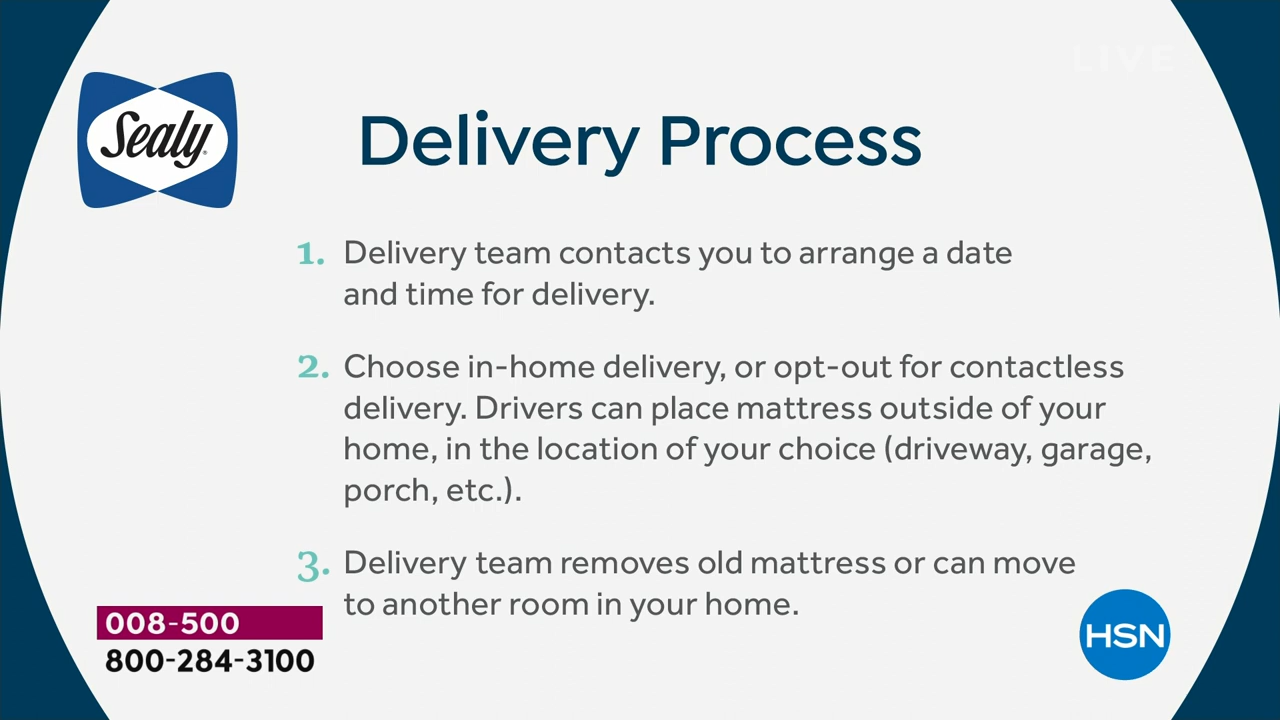 LIVE
Sealy
Delivery Process
1. Delivery team contacts you to arrange a date
and time for delivery.
2. Choose in-home delivery, or opt-out for contactless
delivery. Drivers can place mattress outside of your
home, in the location of your choice (driveway, garage,
porch, etc.).
3. Delivery team removes old mattress or can move
to another room in your home.
008-500
800-284-3100
HSN